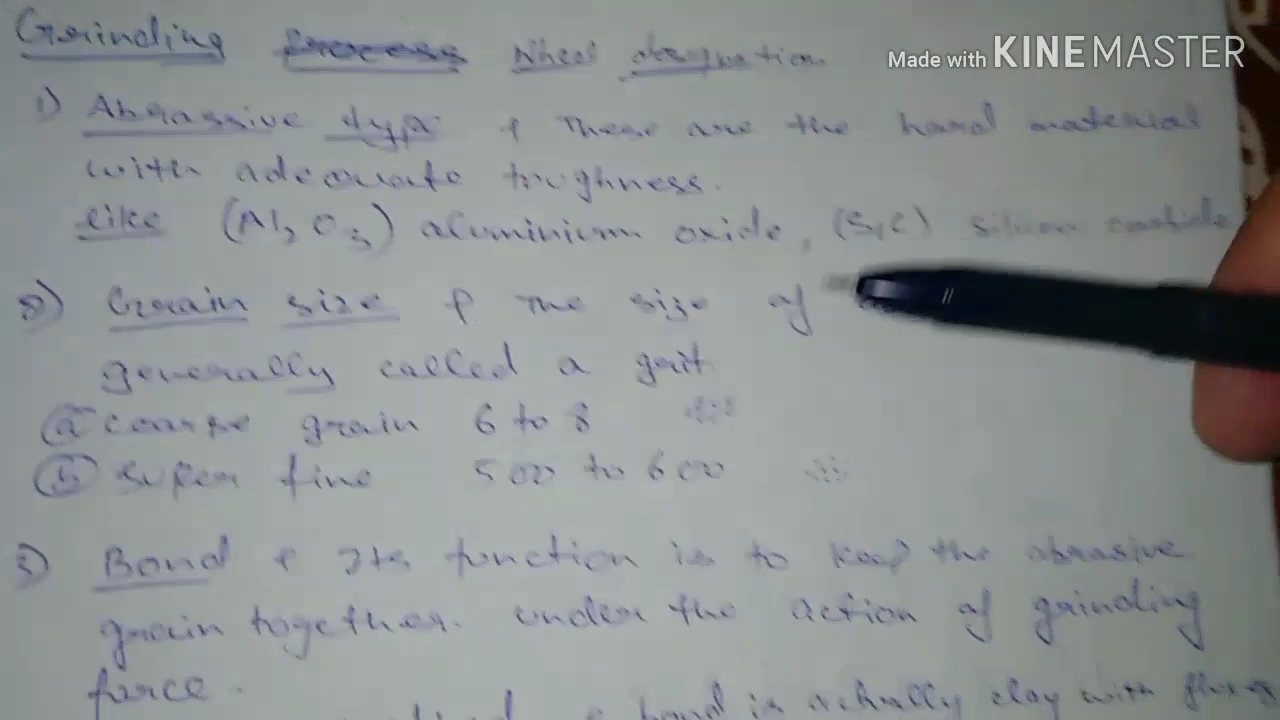 Grinding process wheel designation
Made with KINEMASTER
1) Abrassive type : These are the hard material
with adequate toughness.
like (Al2O3) aluminium oxide, (SiC) silicon carbide
2) Grain size : The size of
generally called a grit
(a) coarse grain 6 to 8
(b) super fine 500 to 600
3) Bond : Its function is to keep the abrasive
grain together. under the action of grinding
force.
bond is actually clay with